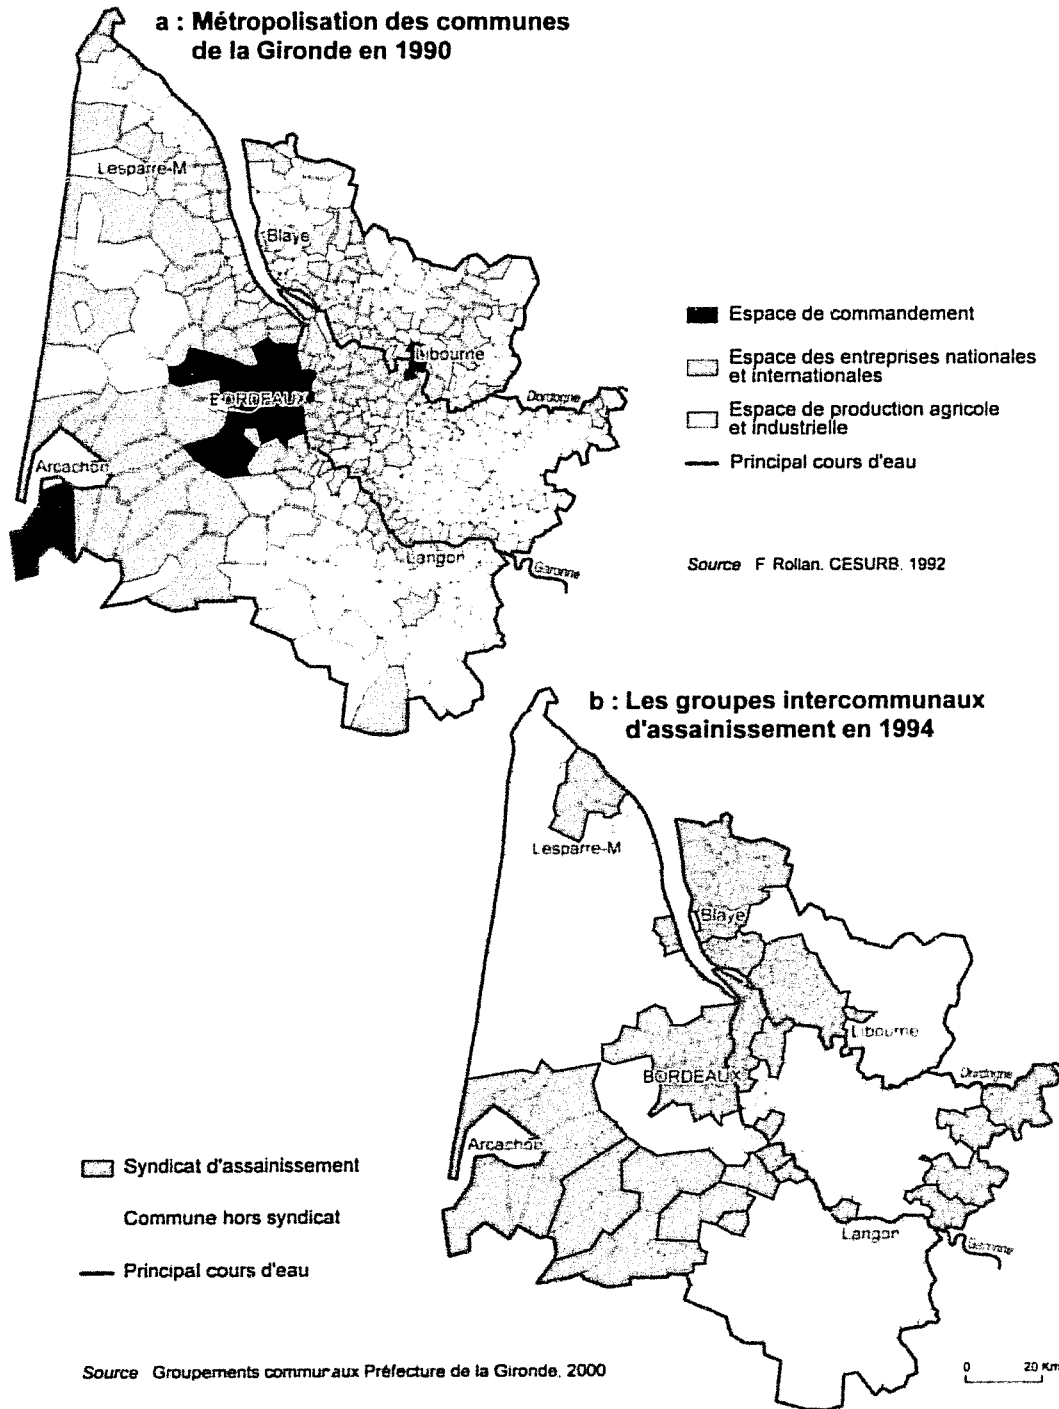 a : Métropolisation des communes
de la Gironde en 1990
Lesparre-M
Blaye
Libourne
BORDEAUX
Dordogne
Arcachon
Langon
Garonne
Espace de commandement
Espace des entreprises nationales
et internationales
Espace de production agricole
et industrielle
Principal cours d'eau
Source F Rollan. CESURB. 1992
b : Les groupes intercommunaux
d'assainissement en 1994
Lesparre-M
Blaye
Libourne
BORDEAUX
Dordogne
Arcachon
Langon
Garonne
Syndicat d'assainissement
Commune hors syndicat
Principal cours d'eau
Source Groupements communaux Préfecture de la Gironde, 2000
0 20 Km